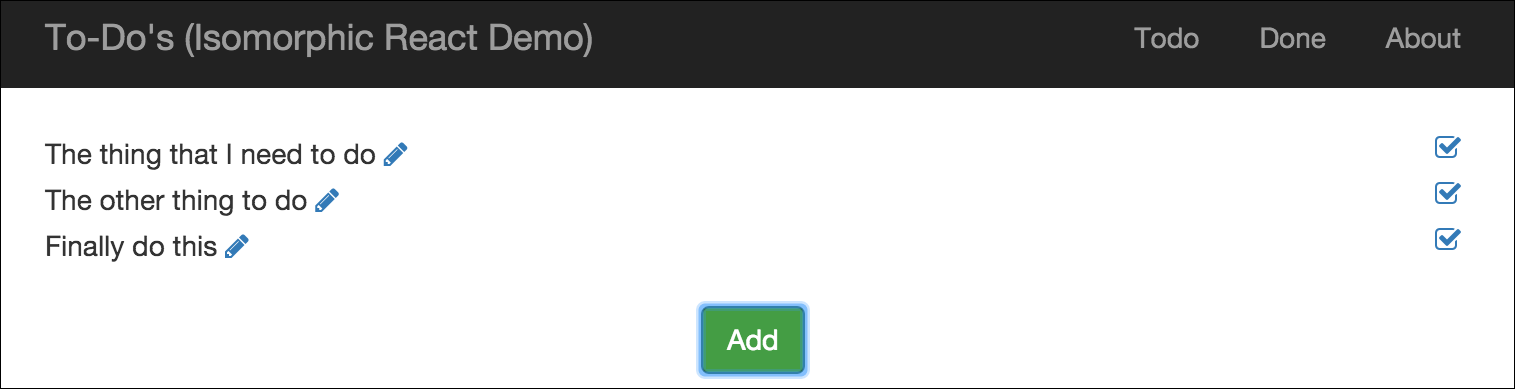 To-Do's (Isomorphic React Demo) Todo Done About
The thing that I need to do
The other thing to do
Finally do this
Add